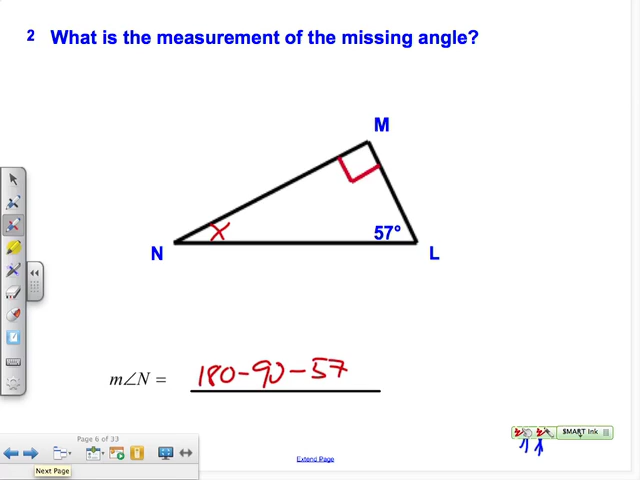 2 What is the measurement of the missing angle?
M
x
57°
N
L
m∠N = 180-90-57
Page 6 of 33
SMART Ink
Next Page
Extend Page